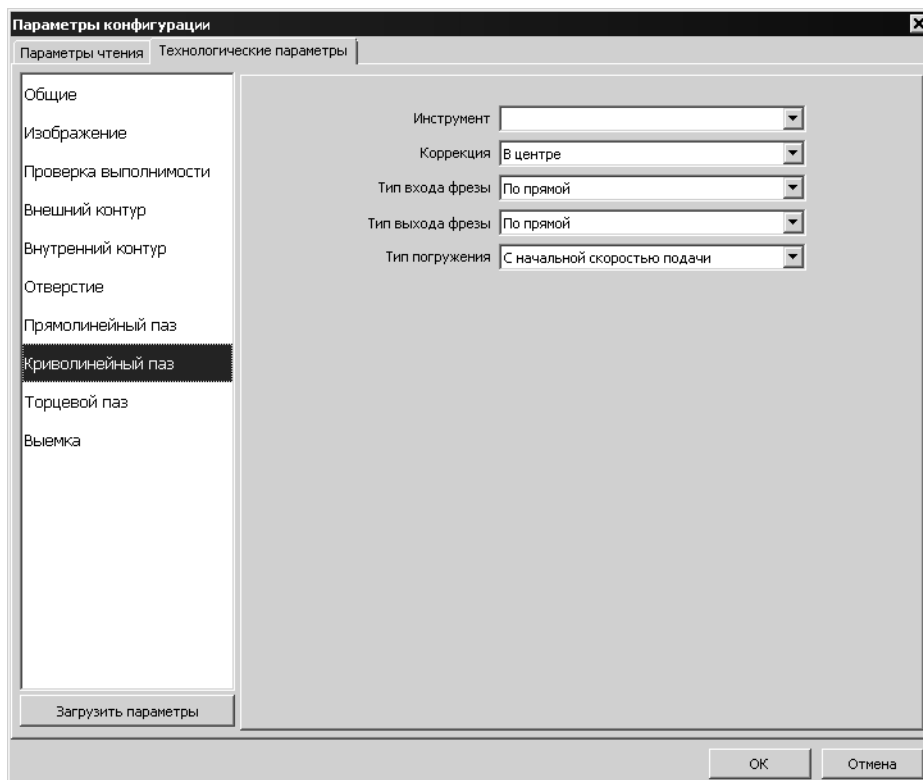 Параметры конфигурации
Параметры чтения Технологические параметры
Общие
Изображение
Проверка выполнимости
Внешний контур
Внутренний контур
Отверстие
Прямолинейный паз
Криволинейный паз
Торцевой паз
Выемка
Загрузить параметры
Инструмент
Коррекция В центре
Тип входа фрезы По прямой
Тип выхода фрезы По прямой
Тип погружения С начальной скоростью подачи
OK Отмена